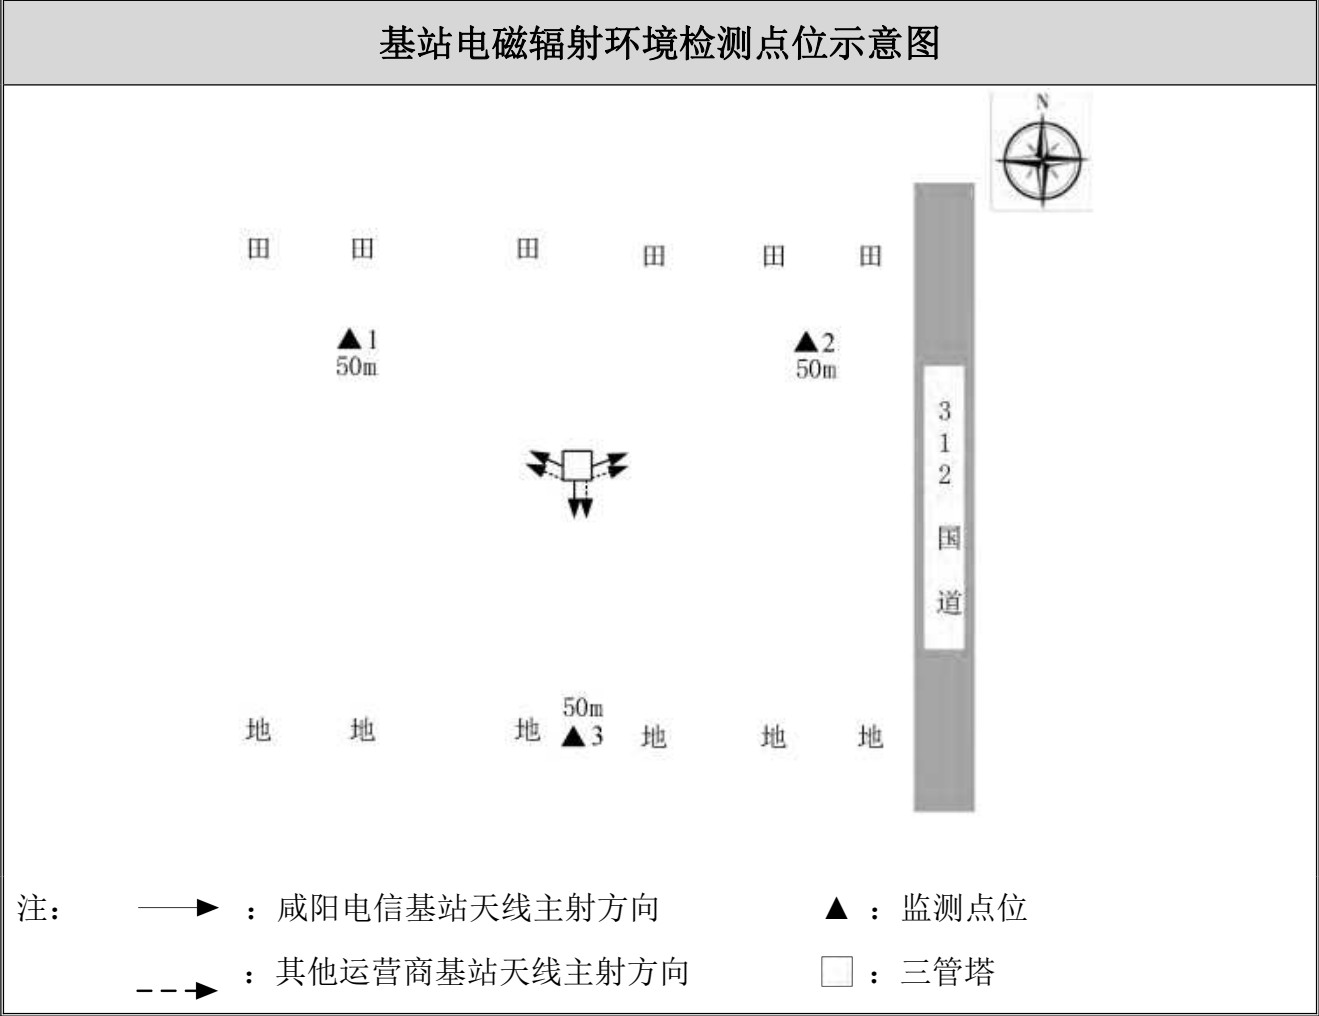 基站电磁辐射环境检测点位示意图
N
田 田 田 田 田 田
▲1
50m
▲2
50m
312国道
50m
▲3
地 地 地 地 地 地
注：
：咸阳电信基站天线主射方向
▲：监测点位
：其他运营商基站天线主射方向
：三管塔